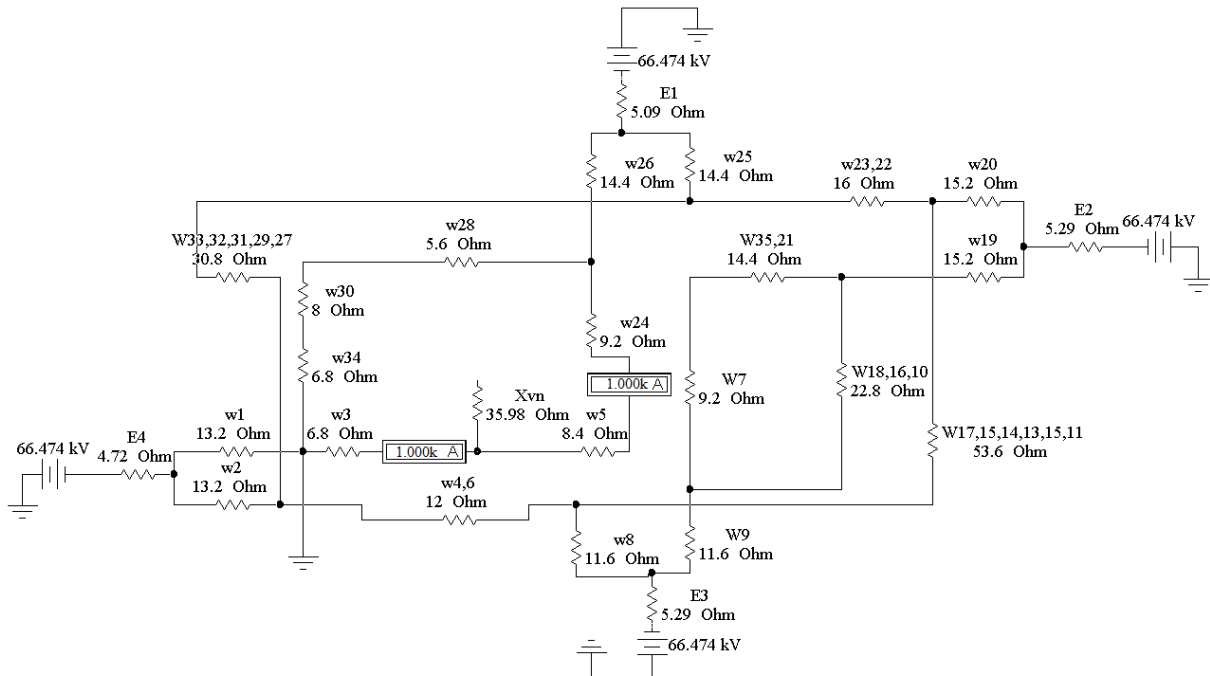 66.474 kV
E1
5.09 Ohm
w26
14.4 Ohm
w25
14.4 Ohm
w23,22
16 Ohm
w20
15.2 Ohm
E2
5.29 Ohm
66.474 kV
w28
5.6 Ohm
W33,32,31,29,27
30.8 Ohm
W35,21
14.4 Ohm
w19
15.2 Ohm
w30
8 Ohm
w24
9.2 Ohm
w34
6.8 Ohm
1.000k A
W7
9.2 Ohm
W18,16,10
22.8 Ohm
Xvn
35.98 Ohm
w5
8.4 Ohm
w1
13.2 Ohm
w3
6.8 Ohm
1.000k A
66.474 kV
E4
4.72 Ohm
w2
13.2 Ohm
W17,15,14,13,15,11
53.6 Ohm
w4,6
12 Ohm
w8
11.6 Ohm
W9
11.6 Ohm
E3
5.29 Ohm
66.474 kV